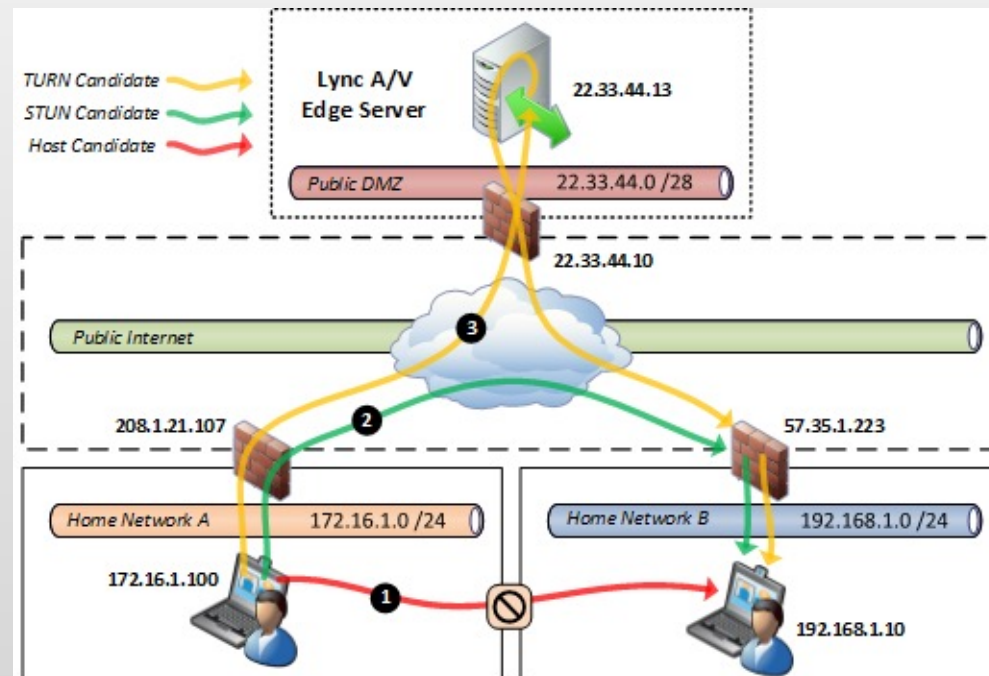 TURN Candidate
STUN Candidate
Host Candidate
Lync A/V
Edge Server
22.33.44.13
Public DMZ 22.33.44.0 /28
22.33.44.10
3
Public Internet
2
208.1.21.107
57.35.1.223
Home Network A 172.16.1.0 /24
Home Network B 192.168.1.0 /24
172.16.1.100
1
192.168.1.10